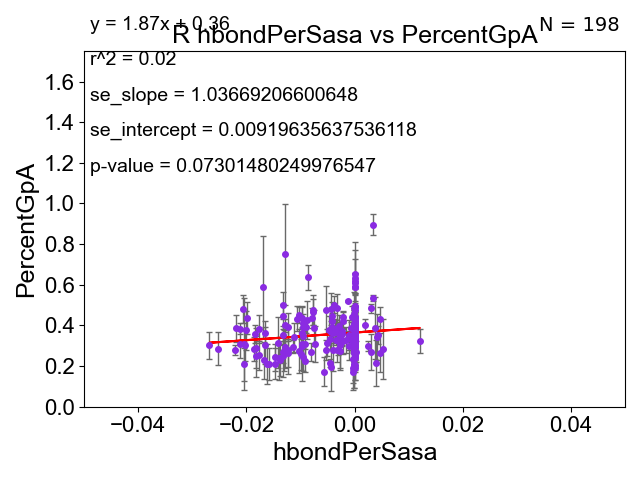 y = 1.87x + 0.36
N = 198
R hbondPerSasa vs PercentGpA
r^2 = 0.02
se_slope = 1.03669206600648
se_intercept = 0.00919635637536118
p-value = 0.07301480249976547
PercentGpA
1.6
1.4
1.2
1.0
0.8
0.6
0.4
0.2
0.0
−0.04 −0.02 0.00 0.02 0.04
hbondPerSasa